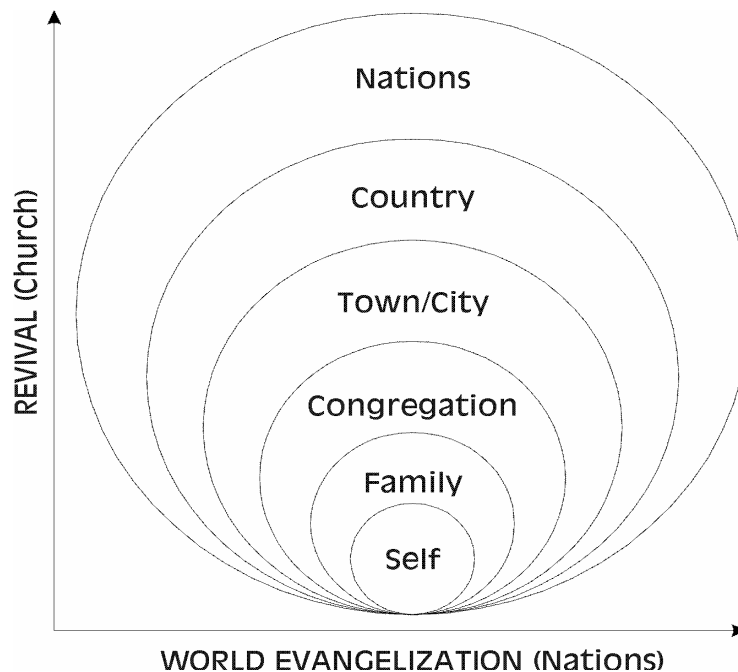 Nations
Country
Town/City
Congregation
Family
Self
REVIVAL (Church)
WORLD EVANGELIZATION (Nations)